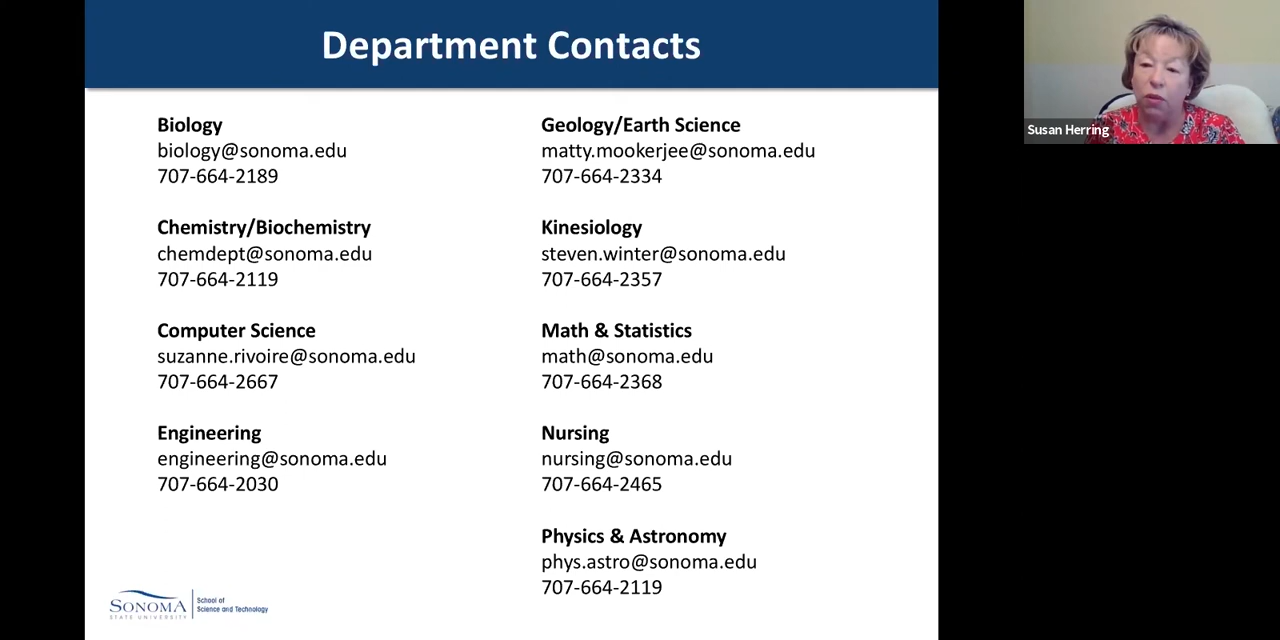 Department Contacts
Biology
biology@sonoma.edu
707-664-2189
Chemistry/Biochemistry
chemdept@sonoma.edu
707-664-2119
Computer Science
suzanne.rivoire@sonoma.edu
707-664-2667
Engineering
engineering@sonoma.edu
707-664-2030
Geology/Earth Science
matty.mookerjee@sonoma.edu
707-664-2334
Kinesiology
steven.winter@sonoma.edu
707-664-2357
Math & Statistics
math@sonoma.edu
707-664-2368
Nursing
nursing@sonoma.edu
707-664-2465
Physics & Astronomy
phys.astro@sonoma.edu
707-664-2119
SONOMA
STATE UNIVERSITY
School of
Science and Technology
Susan Herring